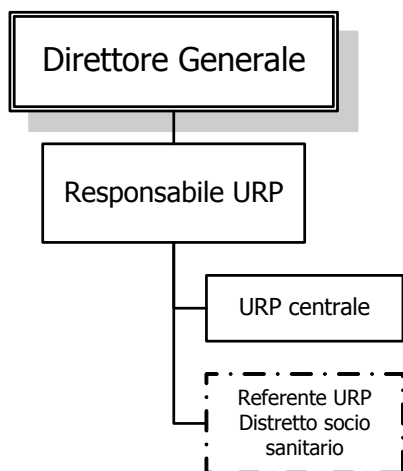 Direttore Generale
Responsabile URP
URP centrale
Referente URP
Distretto socio
sanitario